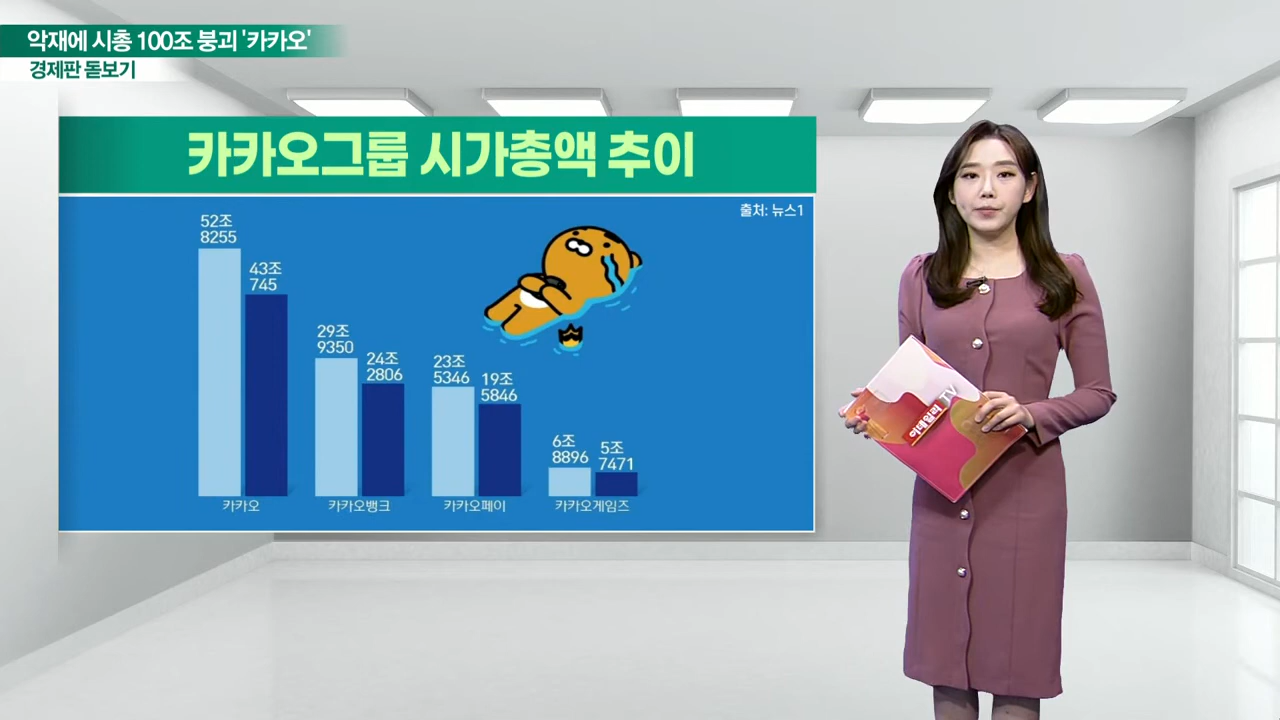 악재에 시총 100조 붕괴 '카카오'
경제판 돋보기
카카오그룹 시가총액 추이
출처: 뉴스1
52조
8255
43조
745
29조
9350
24조
2806
23조
5346
19조
5846
6조
8896
5조
7471
카카오
카카오뱅크
카카오페이
카카오게임즈
이데일리 TV